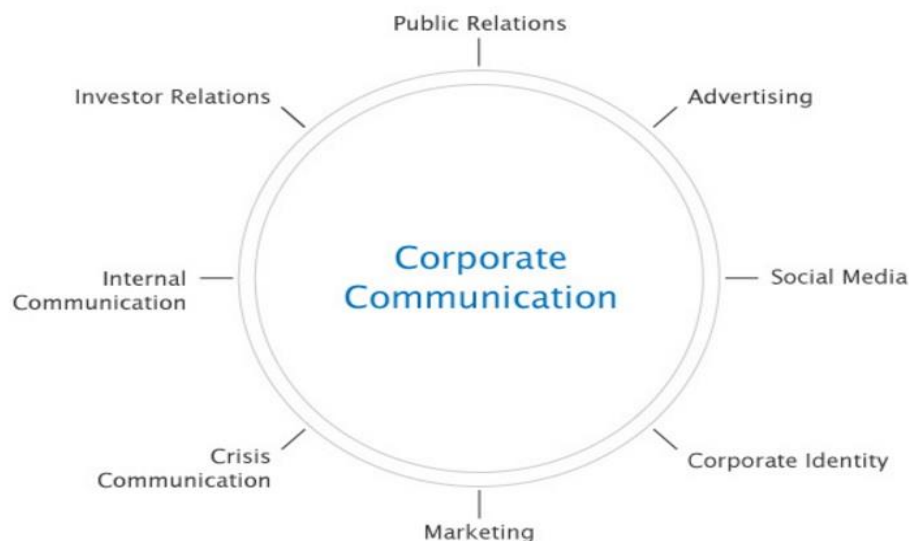 Public Relations
Investor Relations
Advertising
Corporate
Communication
Internal
Communication
Social Media
Crisis
Communication
Corporate Identity
Marketing